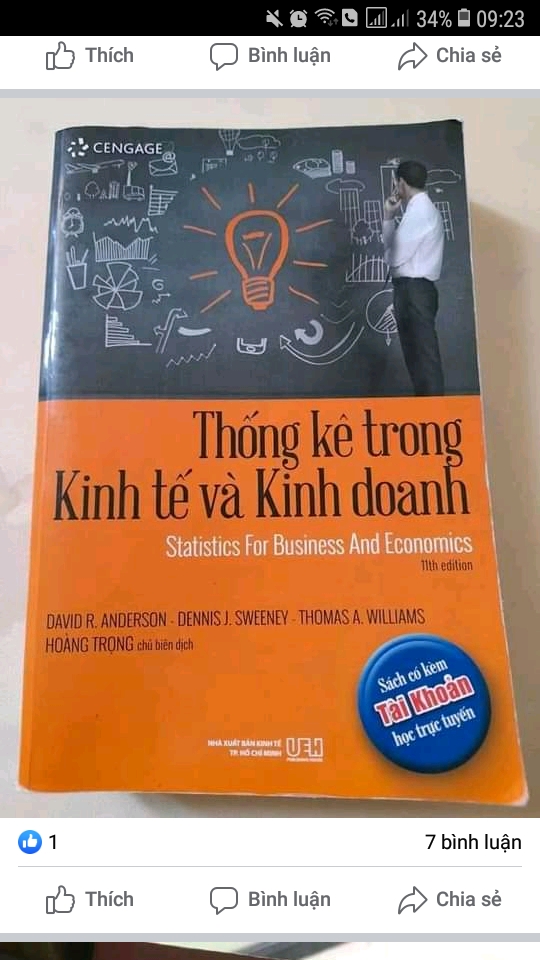 34% 09:23
Thích Bình luận Chia sẻ
CENGAGE
Thống kê trong
Kinh tế và Kinh doanh
Statistics For Business And Economics
11th edition
DAVID R. ANDERSON - DENNIS J. SWEENEY - THOMAS A. WILLIAMS
HOÀNG TRỌNG chủ biên dịch
Sách có kèm
Tài Khoản
học trực tuyến
NHÀ XUẤT BẢN KINH TẾ
TP. HỒ CHÍ MINH
UEH
PUBLISHING HOUSE
1 7 bình luận
Thích Bình luận Chia sẻ